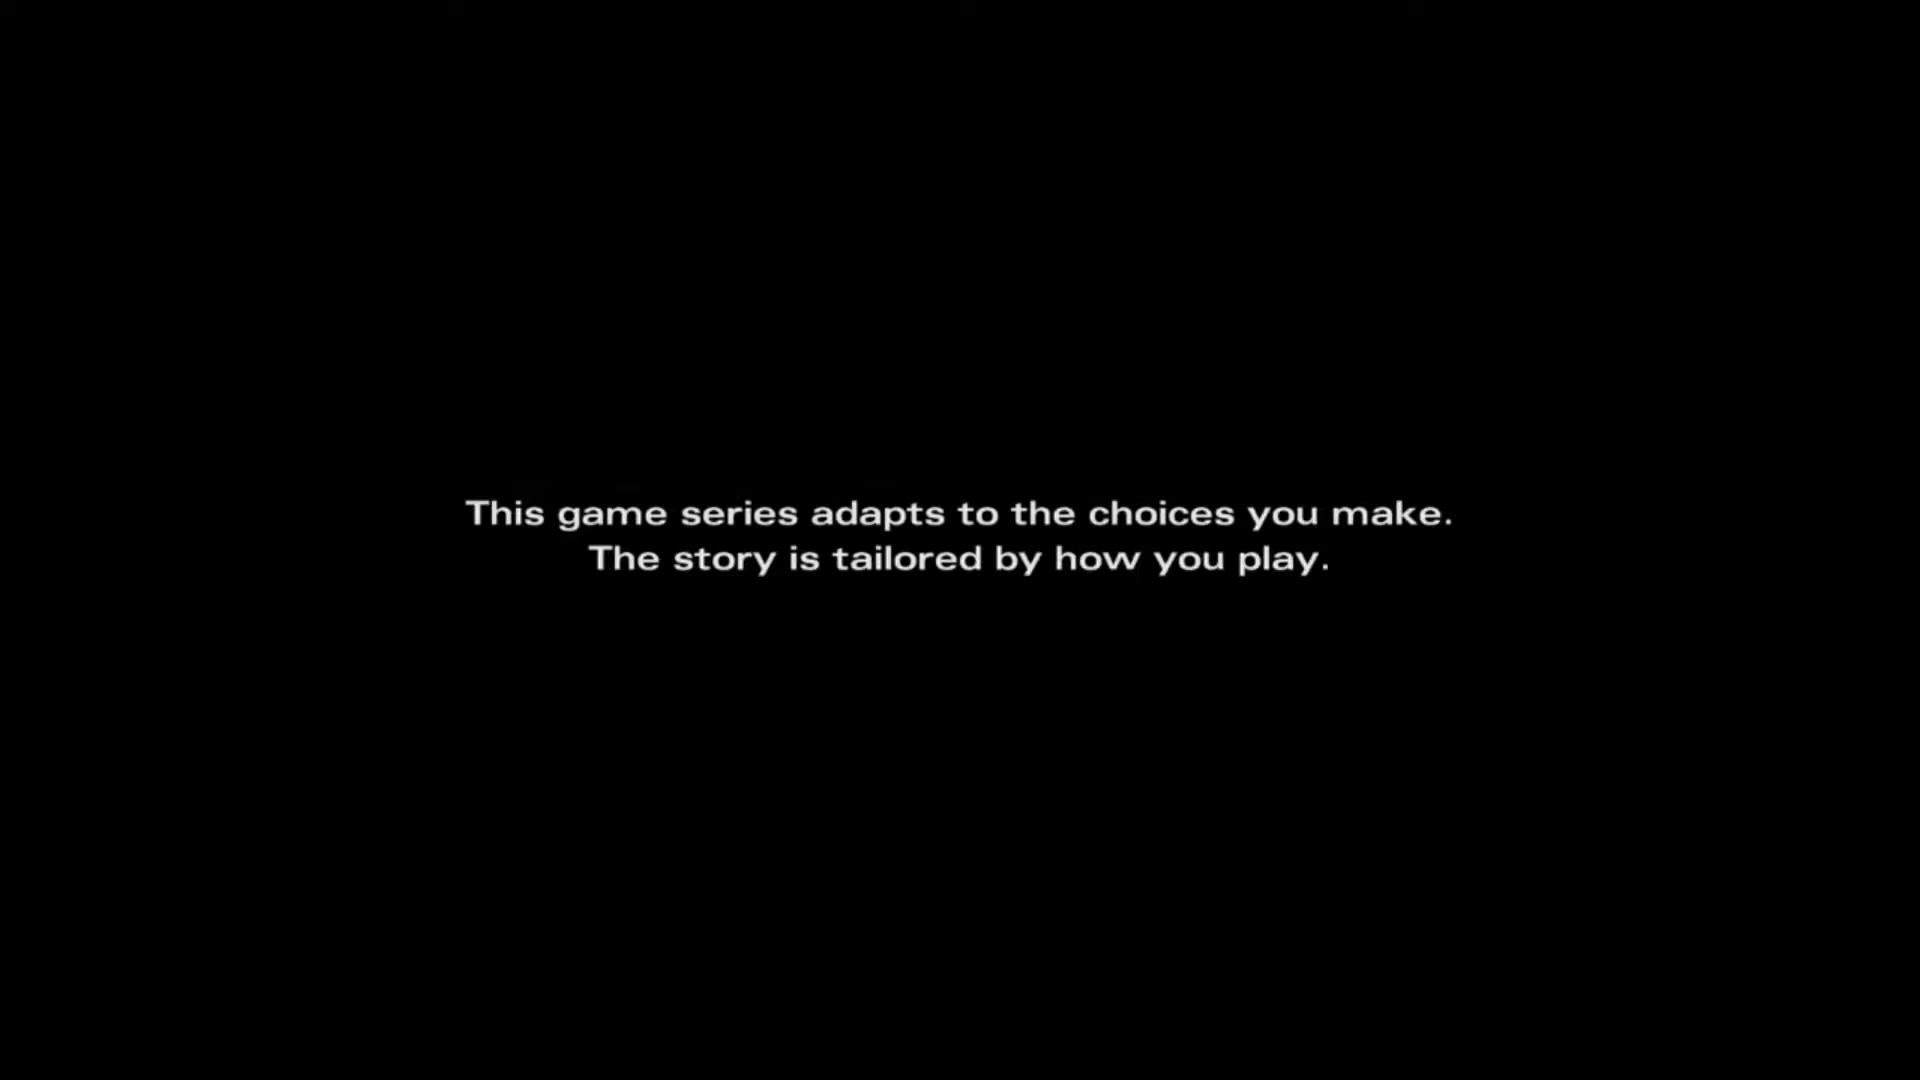 This game series adapts to the choices you make.
The story is tailored by how you play.